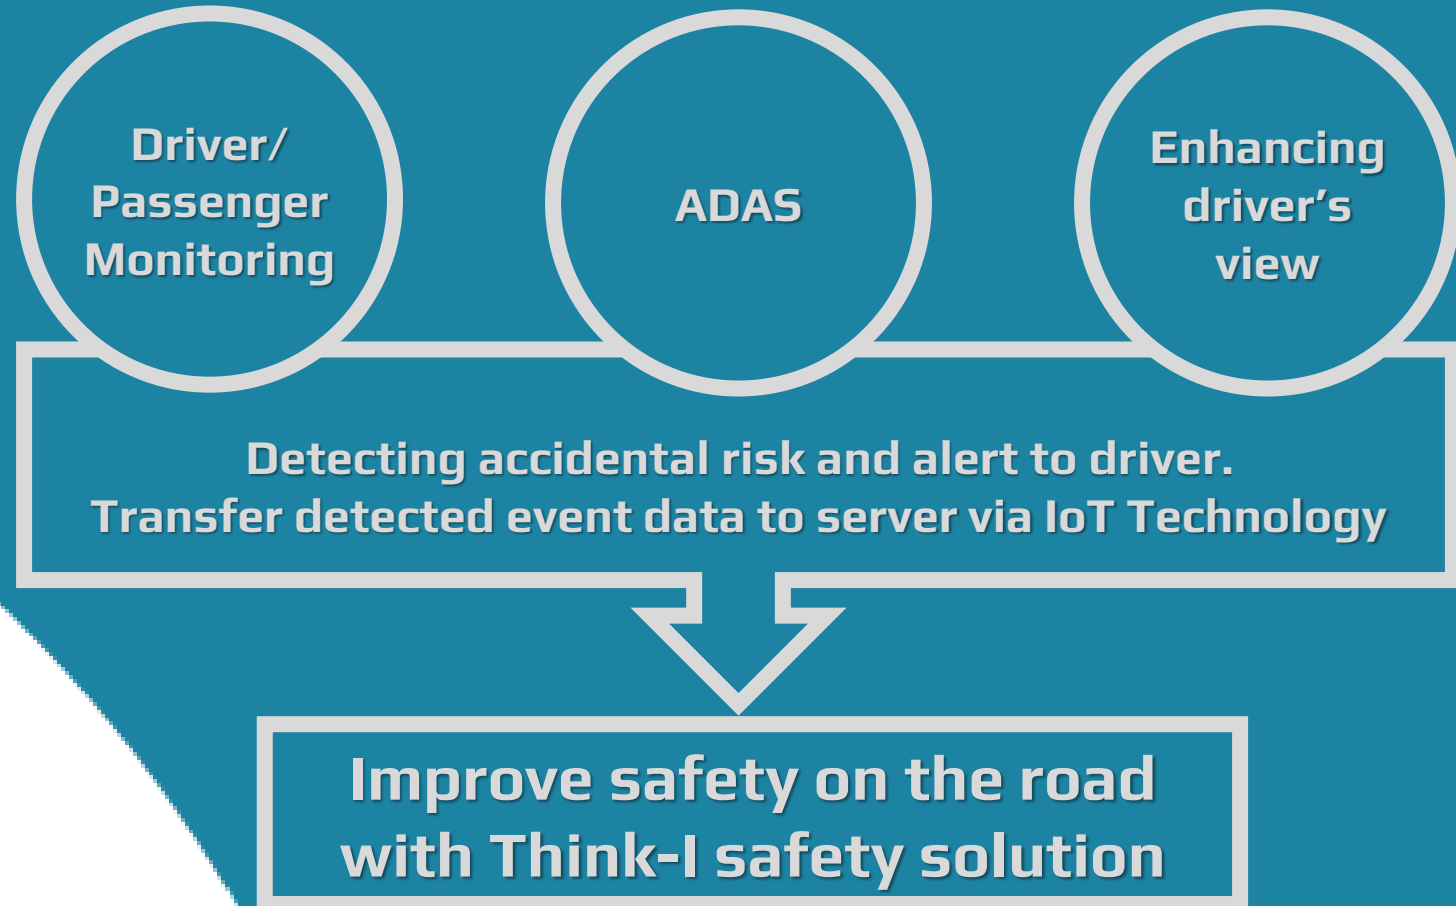 Driver/
Passenger
Monitoring
ADAS
Enhancing
driver's
view
Detecting accidental risk and alert to driver.
Transfer detected event data to server via IoT Technology
Improve safety on the road
with Think-I safety solution